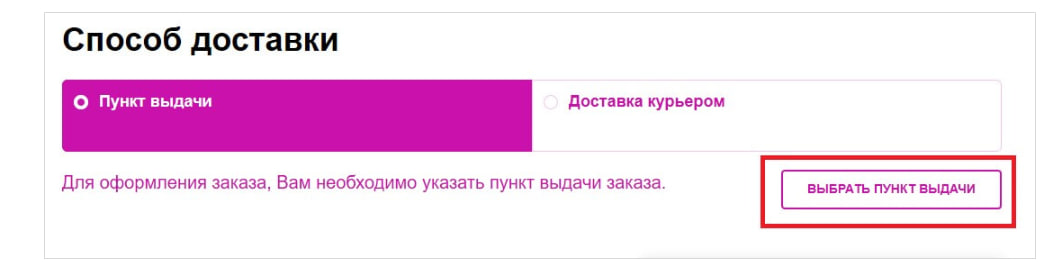 Способ доставки
Пункт выдачи
Доставка курьером
Для оформления заказа, Вам необходимо указать пункт выдачи заказа.
ВЫБРАТЬ ПУНКТ ВЫДАЧИ